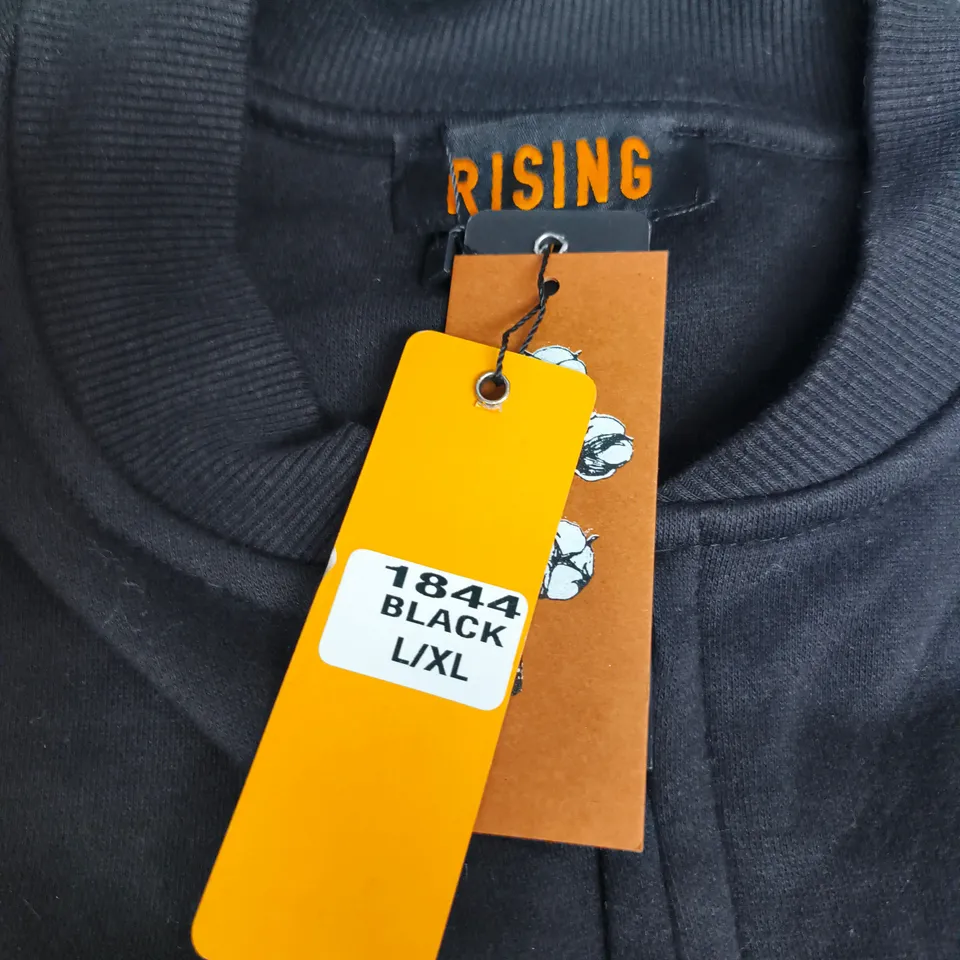 RISING
1844
BLACK
L/XL